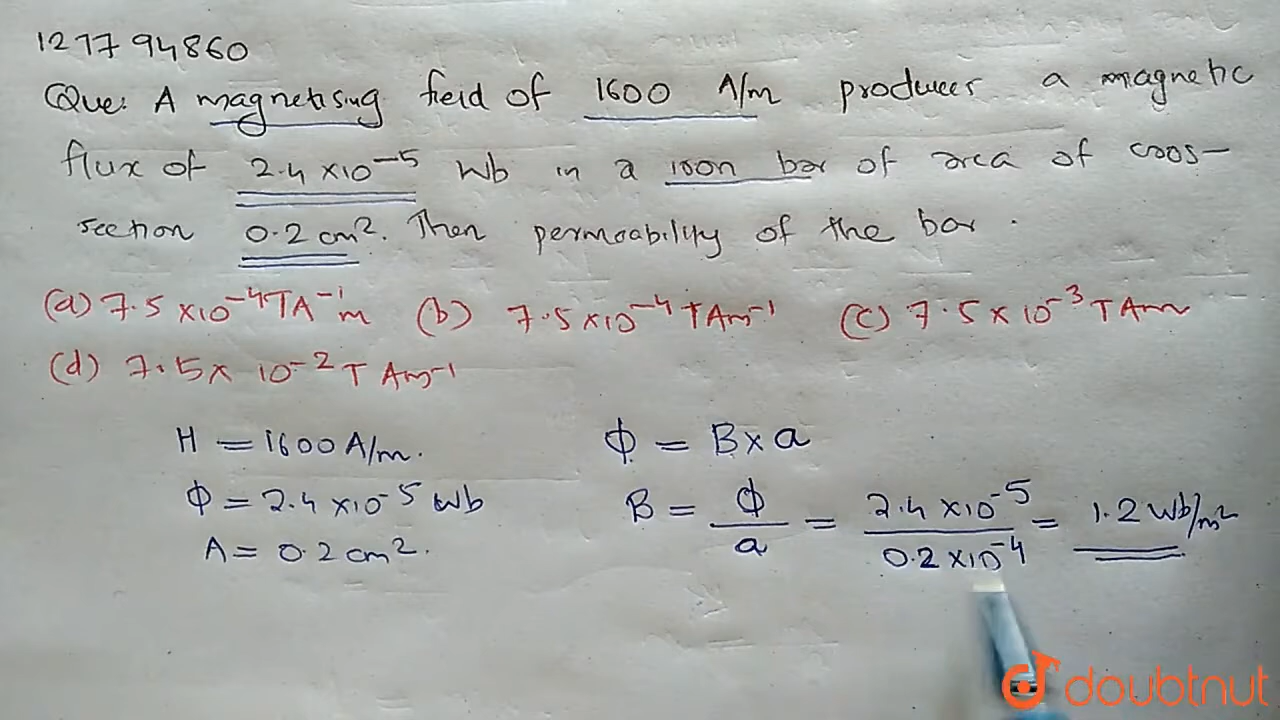 1277 94860
Que: A magnetising field of 1600 A/m produces a magnetic
flux of 2.4 ×10⁻⁵ Wb in a iron bar of area of cross-
section 0.2 cm². Then permeability of the bar.
(a) 7.5 ×10⁻⁴ TA⁻¹m (b) 7.5×10⁻⁴ TAm⁻¹ (c) 7.5 × 10⁻³ TAm
(d) 7.5× 10⁻² T Am⁻¹
H = 1600 A/m. ϕ = B×a
ϕ = 2.4 ×10⁻⁵ Wb B = ϕ/a = 2.4 ×10⁻⁵/0.2×10⁻⁴ = 1.2 Wb/m²
A = 0.2 cm².
doubtnut